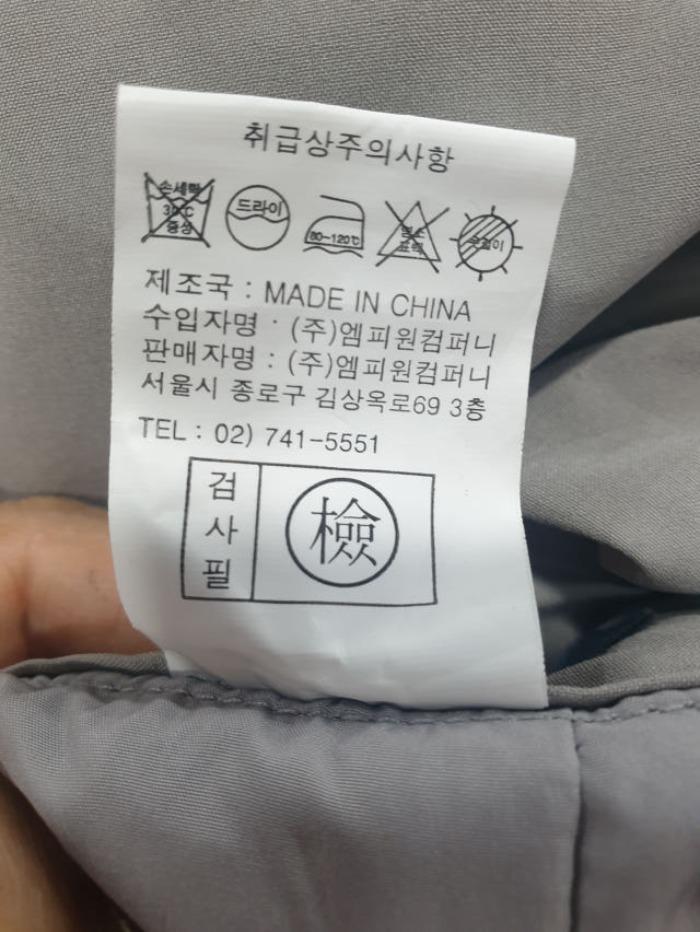 취급상주의사항
손세탁
30℃
중성
드라이
80~120℃
염소
표백
옷걸이
제조국 : MADE IN CHINA
수입자명 : (주)엠피원컴퍼니
판매자명 : (주)엠피원컴퍼니
서울시 종로구 김상옥로69 3층
TEL : 02) 741-5551
검
사
필
檢